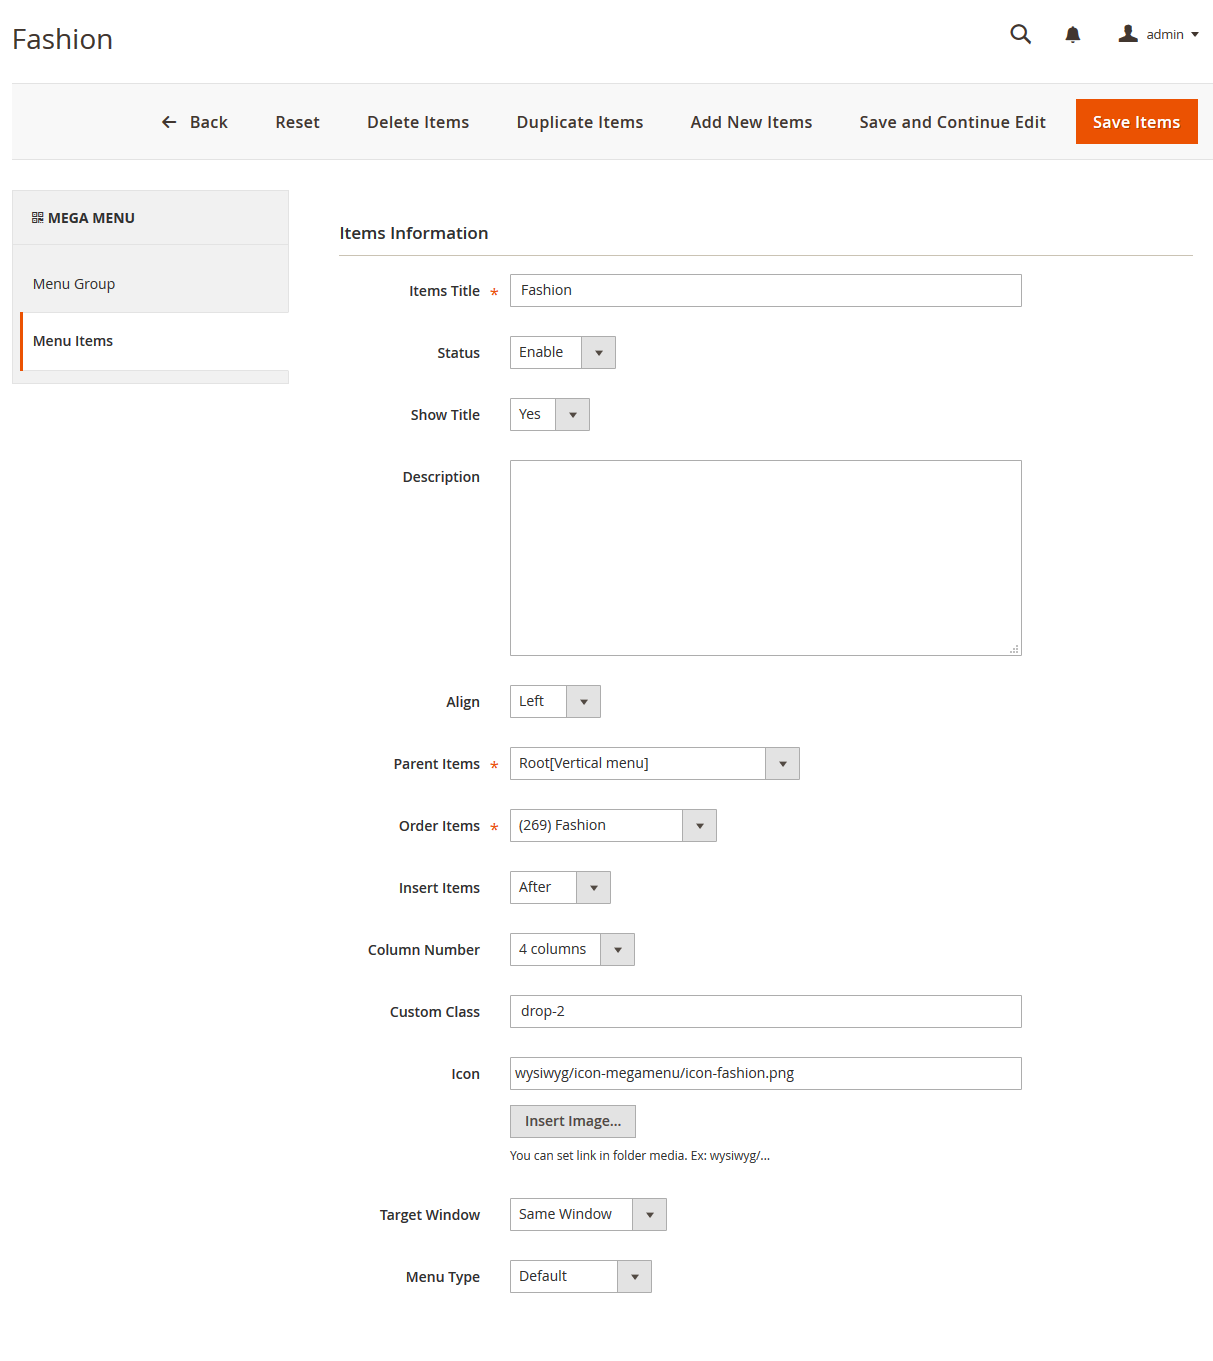 Fashion
admin
Back
Reset
Delete Items
Duplicate Items
Add New Items
Save and Continue Edit
Save Items
MEGA MENU
Menu Group
Menu Items
Items Information
Items Title * Fashion
Status Enable
Show Title Yes
Description
Align Left
Parent Items * Root[Vertical menu]
Order Items * (269) Fashion
Insert Items After
Column Number 4 columns
Custom Class drop-2
Icon wysiwyg/icon-megamenu/icon-fashion.png
Insert Image...
You can set link in folder media. Ex: wysiwyg/...
Target Window Same Window
Menu Type Default